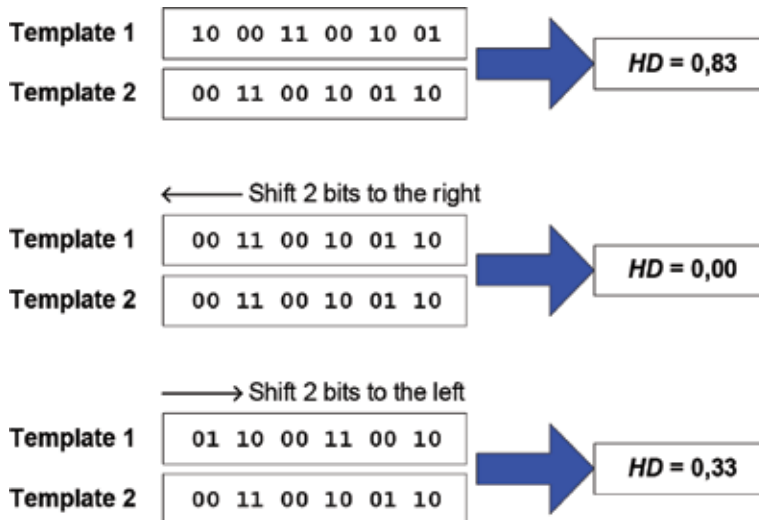 Template 1 10 00 11 00 10 01
HD = 0,83
Template 2 00 11 00 10 01 10
Shift 2 bits to the right
Template 1 00 11 00 10 01 10
HD = 0,00
Template 2 00 11 00 10 01 10
Shift 2 bits to the left
Template 1 01 10 00 11 00 10
HD = 0,33
Template 2 00 11 00 10 01 10